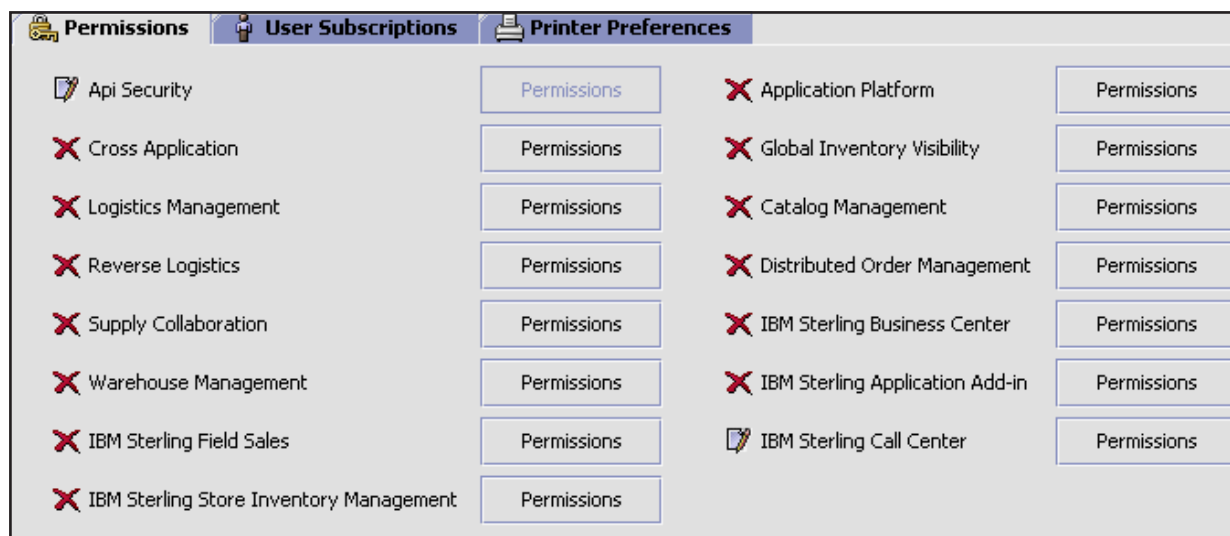 Permissions User Subscriptions Printer Preferences
Api Security Permissions Application Platform Permissions
Cross Application Permissions Global Inventory Visibility Permissions
Logistics Management Permissions Catalog Management Permissions
Reverse Logistics Permissions Distributed Order Management Permissions
Supply Collaboration Permissions IBM Sterling Business Center Permissions
Warehouse Management Permissions IBM Sterling Application Add-in Permissions
IBM Sterling Field Sales Permissions IBM Sterling Call Center Permissions
IBM Sterling Store Inventory Management Permissions